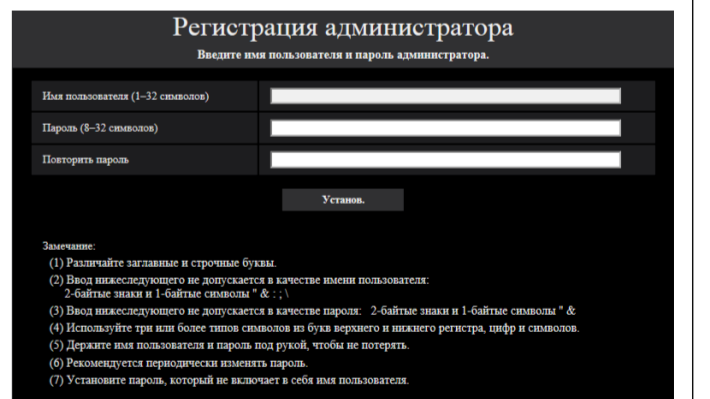 Регистрация администратора
Введите имя пользователя и пароль администратора.
Имя пользователя (1–32 символов)
Пароль (8–32 символов)
Повторить пароль
Установ.
Замечание:
(1) Различайте заглавные и строчные буквы.
(2) Ввод нижеследующего не допускается в качестве имени пользователя:
2-байтые знаки и 1-байтые символы " & : ; \
(3) Ввод нижеследующего не допускается в качестве пароля: 2-байтые знаки и 1-байтые символы " &
(4) Используйте три или более типов символов из букв верхнего и нижнего регистра, цифр и символов.
(5) Держите имя пользователя и пароль под рукой, чтобы не потерять.
(6) Рекомендуется периодически изменять пароль.
(7) Установите пароль, который не включает в себя имя пользователя.